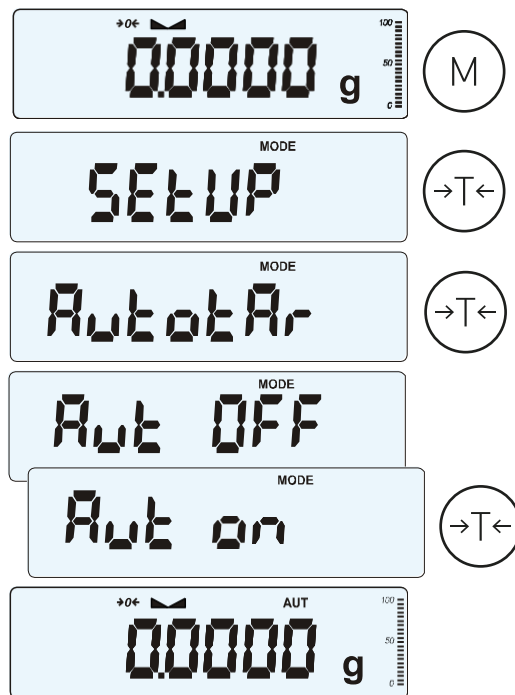 →0← 100
0.0000 g 50 M
0
MODE
SEtUP →T←
MODE
AutotAr →T←
MODE
Aut OFF
MODE
Aut on →T←
→0← AUT 100
0.0000 g 50
0